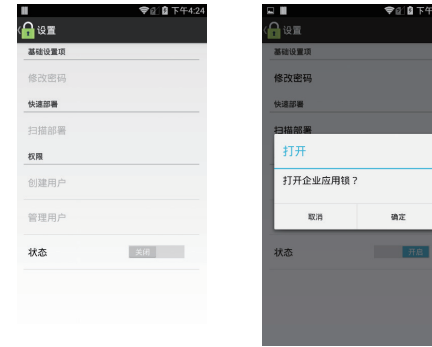 下午4:24
设置
基础设置项
修改密码
快速部署
扫描部署
权限
创建用户
管理用户
状态
关闭
下午
设置
基础设置项
修改密码
快速部署
扫描部署
打开
打开企业应用锁？
取消
确定
状态
开启